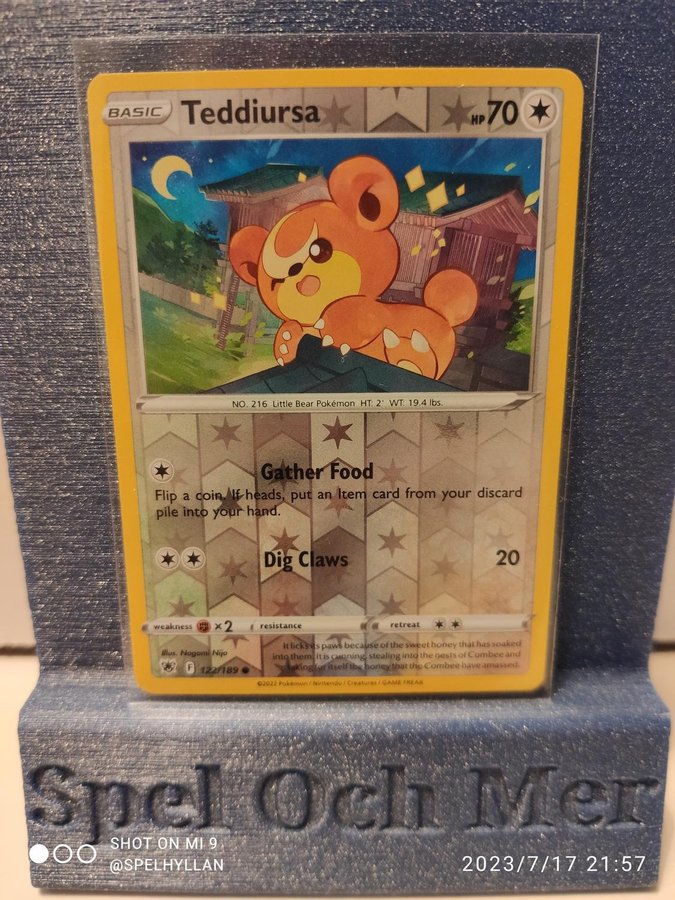 BASIC Teddiursa HP 70
NO. 216 Little Bear Pokémon HT: 2' WT: 19.4 lbs.
Gather Food
Flip a coin. If heads, put an Item card from your discard
pile into your hand.
Dig Claws 20
weakness ×2 resistance retreat
Illus. Nogami Nijo
It licks its paws because of the sweet honey that has soaked
into them. It is cunning, stealing into the nests of Combee and
taking for itself the honey that the Combee have amassed.
F 122/189
©2022 Pokémon / Nintendo / Creatures / GAME FREAK
Spel Och Mer
SHOT ON MI 9
@SPELHYLLAN
2023/7/17 21:57